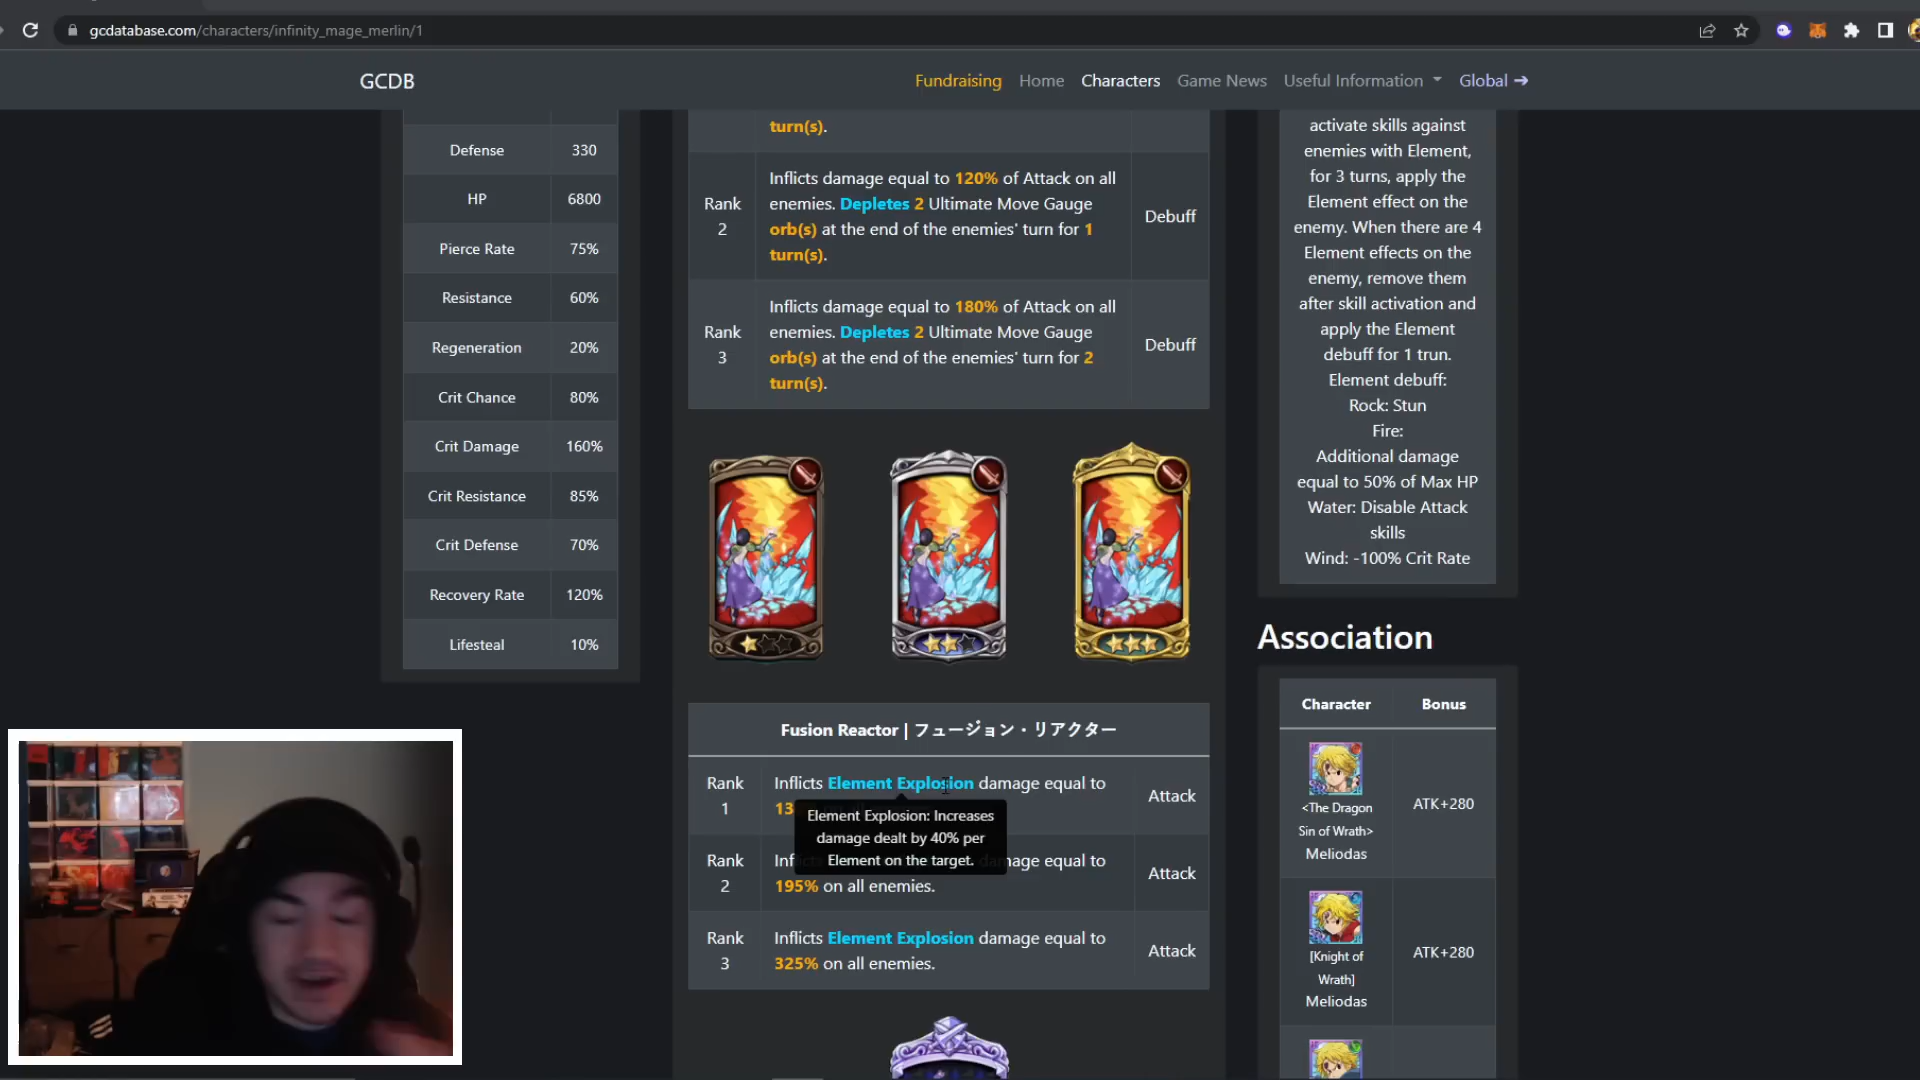 gcdatabase.com/characters/infinity_mage_merlin/1
GCDB
Fundraising
Home
Characters
Game News
Useful Information
Global ➔
Defense 330
HP 6800
Pierce Rate 75%
Resistance 60%
Regeneration 20%
Crit Chance 80%
Crit Damage 160%
Crit Resistance 85%
Crit Defense 70%
Recovery Rate 120%
Lifesteal 10%
turn(s).
Rank 2
Inflicts damage equal to 120% of Attack on all
enemies. Depletes 2 Ultimate Move Gauge
orb(s) at the end of the enemies' turn for 1
turn(s).
Debuff
Rank 3
Inflicts damage equal to 180% of Attack on all
enemies. Depletes 2 Ultimate Move Gauge
orb(s) at the end of the enemies' turn for 2
turn(s).
Debuff
Fusion Reactor | フュージョン・リアクター
Rank 1
Inflicts Element Explosion damage equal to
13
Attack
Element Explosion: Increases
damage dealt by 40% per
Element on the target.
Rank 2
Infl damage equal to
195% on all enemies.
Attack
Rank 3
Inflicts Element Explosion damage equal to
325% on all enemies.
Attack
activate skills against
enemies with Element,
for 3 turns, apply the
Element effect on the
enemy. When there are 4
Element effects on the
enemy, remove them
after skill activation and
apply the Element
debuff for 1 trun.
Element debuff:
Rock: Stun
Fire:
Additional damage
equal to 50% of Max HP
Water: Disable Attack
skills
Wind: -100% Crit Rate
Association
Character Bonus
<The Dragon
Sin of Wrath>
Meliodas
ATK+280
[Knight of
Wrath]
Meliodas
ATK+280